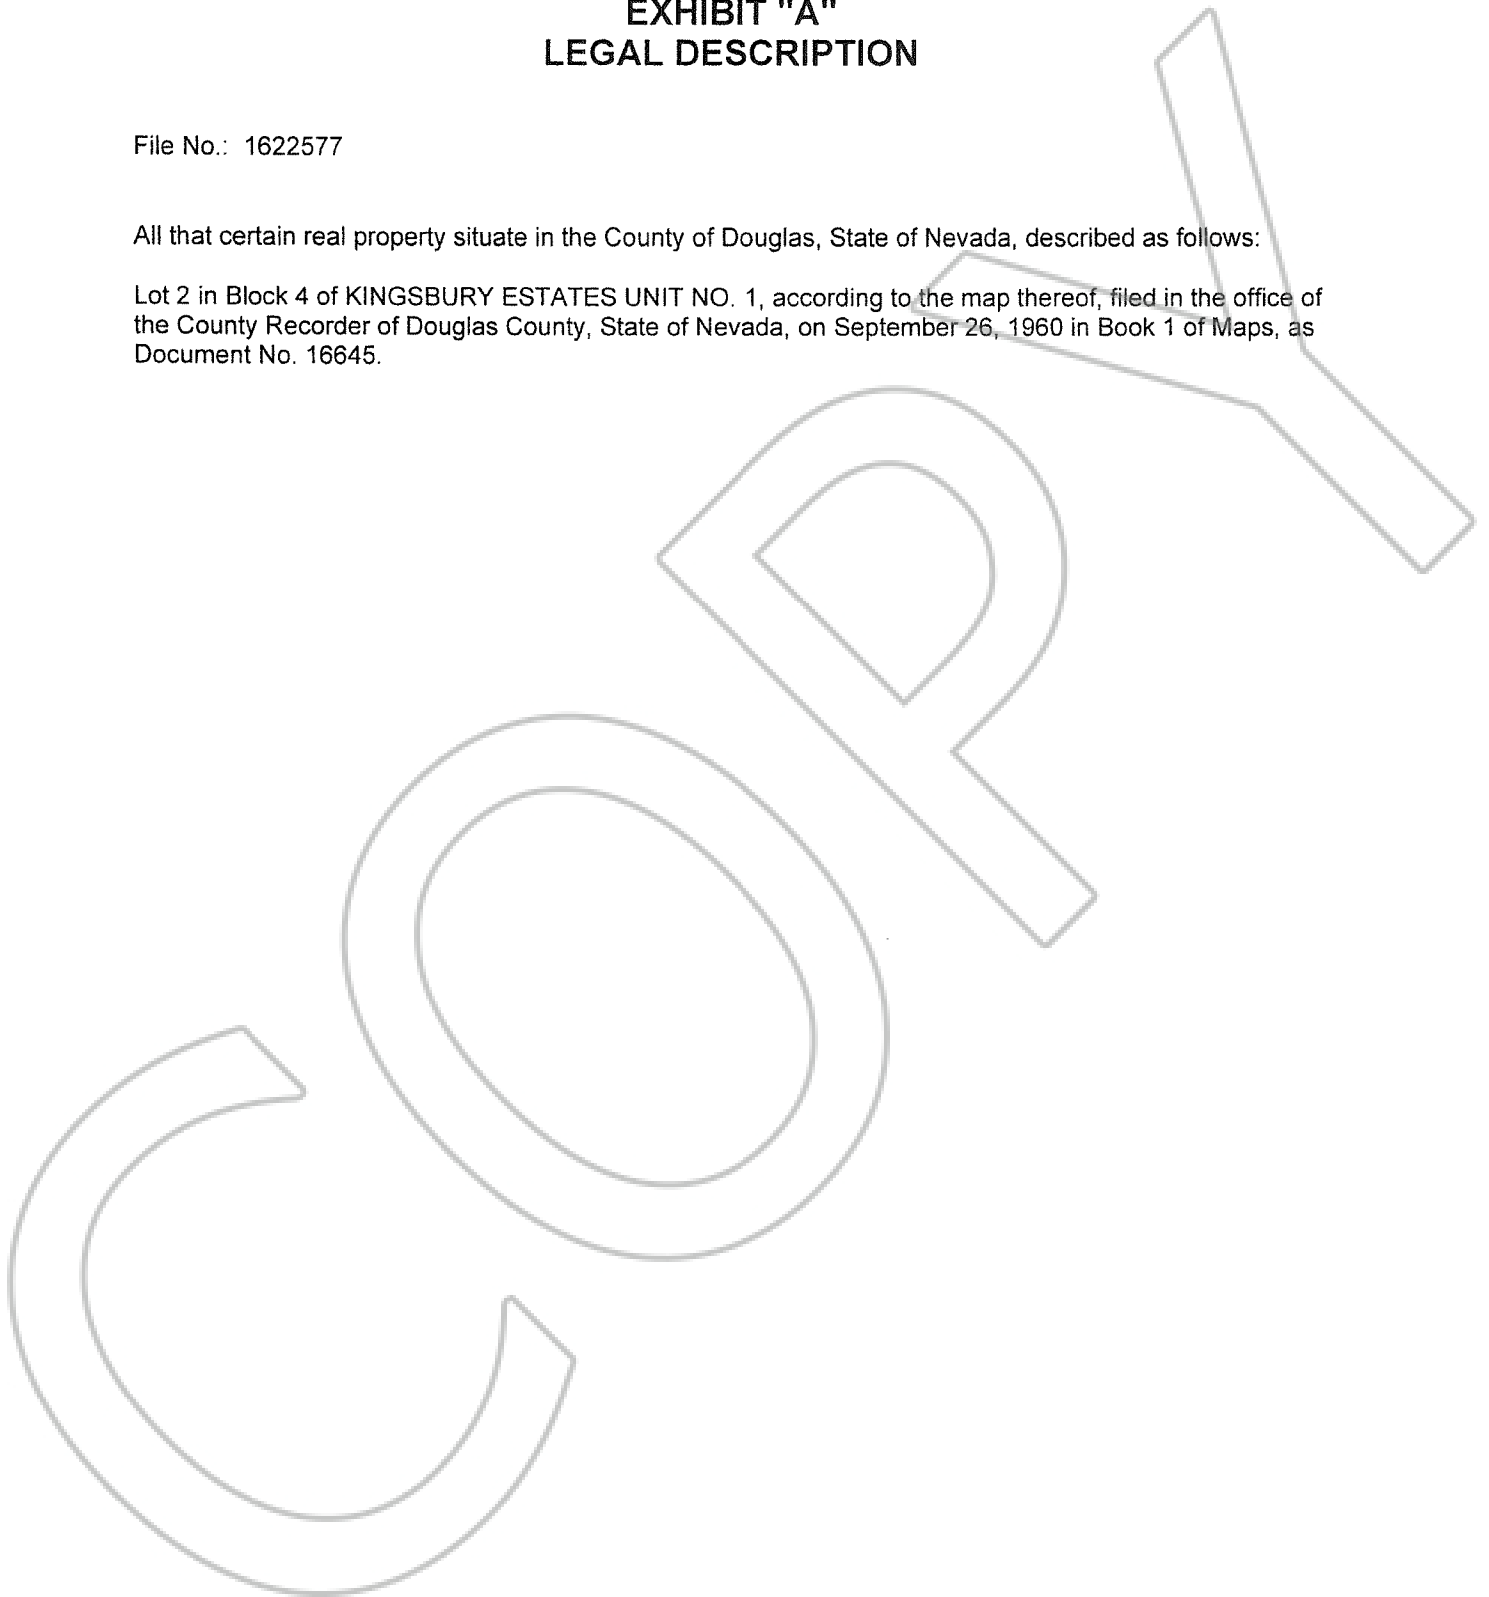 EXHIBIT "A"
LEGAL DESCRIPTION
File No.: 1622577
All that certain real property situate in the County of Douglas, State of Nevada, described as follows:
Lot 2 in Block 4 of KINGSBURY ESTATES UNIT NO. 1, according to the map thereof, filed in the office of
the County Recorder of Douglas County, State of Nevada, on September 26, 1960 in Book 1 of Maps, as
Document No. 16645.
COPY